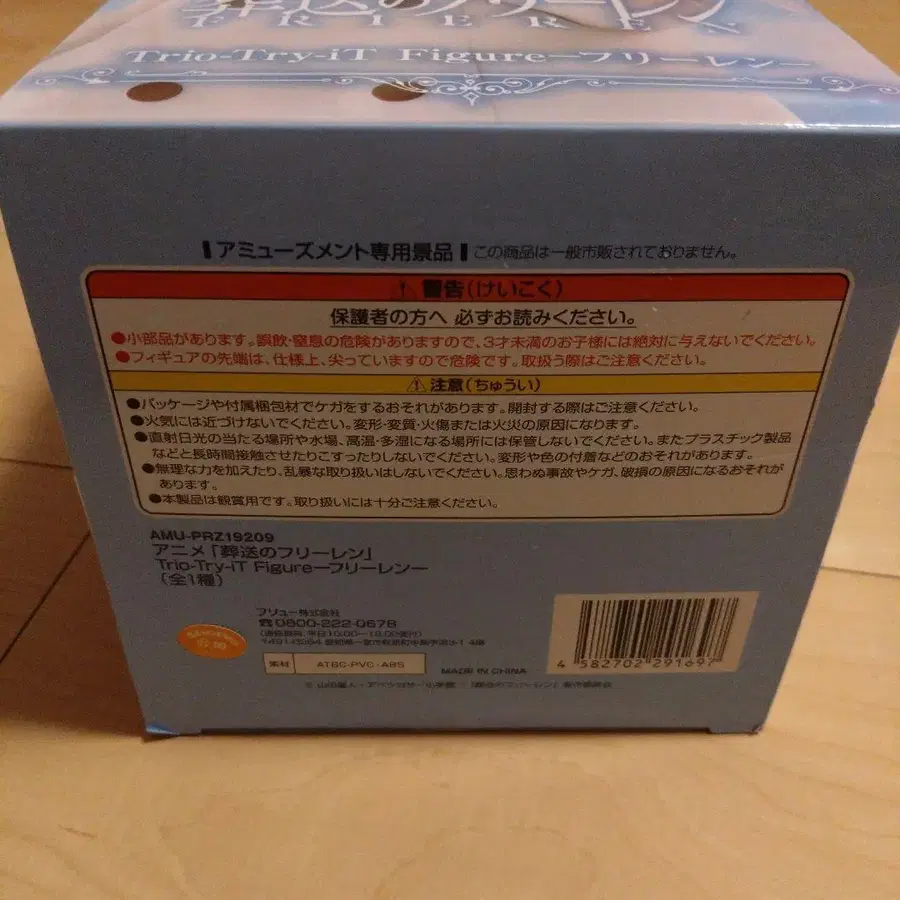 葬送のフリーレン
FRIEREN
Trio-Try-iT Figureーフリーレンー
アミューズメント専用景品 この商品は一般市販されておりません。
警告(けいこく)
保護者の方へ 必ずお読みください。
●小部品があります。誤飲・窒息の危険がありますので、3才未満のお子様には絶対に与えないでください。
●フィギュアの先端は、仕様上、尖っていますので危険です。取扱う際はご注意ください。
注意(ちゅうい)
●パッケージや付属梱包材でケガをするおそれがあります。開封する際はご注意ください。
●火気には近づけないでください。変形・変質・火傷または火災の原因になります。
●直射日光の当たる場所や水場、高温・多湿になる場所には保管しないでください。またプラスチック製品
などと長時間接触させたりこすったりしないでください。変形や色の付着などのおそれがあります。
●無理な力を加えたり、乱暴な取り扱いはしないでください。思わぬ事故やケガ、破損の原因になるおそれが
あります。
●本製品は観賞用です。取り扱いには十分ご注意ください。
AMU-PRZ19209
アニメ「葬送のフリーレン」
Trio-Try-iT Figureーフリーレンー
(全1種)
フリュー株式会社
☎0800-222-0678
素材 ATBC-PVC・ABS
MADE IN CHINA
4 582702 291697